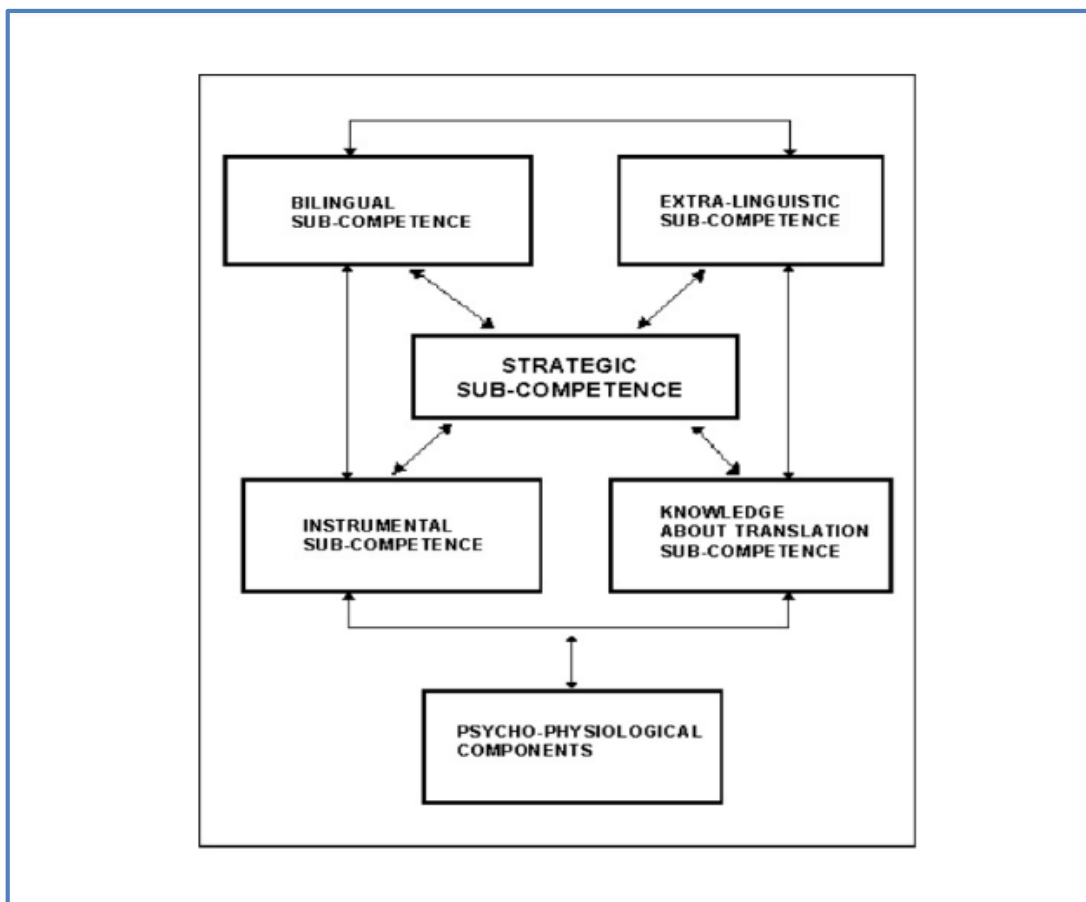 BILINGUAL
SUB-COMPETENCE
EXTRA-LINGUISTIC
SUB-COMPETENCE
STRATEGIC
SUB-COMPETENCE
INSTRUMENTAL
SUB-COMPETENCE
KNOWLEDGE
ABOUT TRANSLATION
SUB-COMPETENCE
PSYCHO-PHYSIOLOGICAL
COMPONENTS